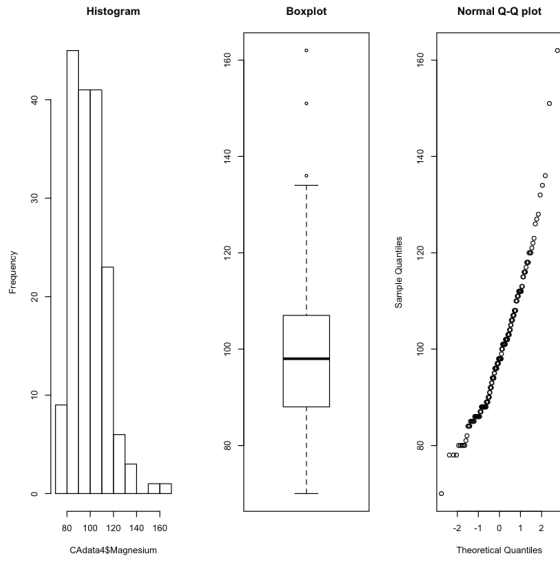 Histogram
Frequency
0
10
20
30
40
80 100 120 140 160
CAdata4$Magnesium
Boxplot
80
100
120
140
160
Normal Q-Q plot
Sample Quantiles
80
100
120
140
160
-2 -1 0 1 2
Theoretical Quantiles